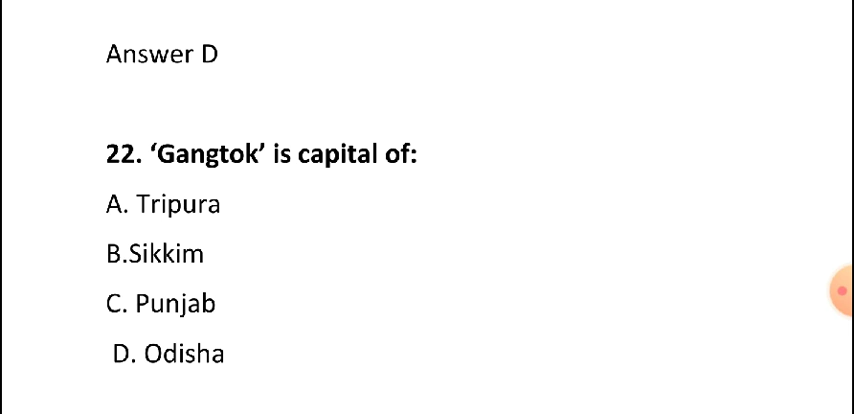 Answer D
22. ‘Gangtok’ is capital of:
A. Tripura
B.Sikkim
C. Punjab
D. Odisha